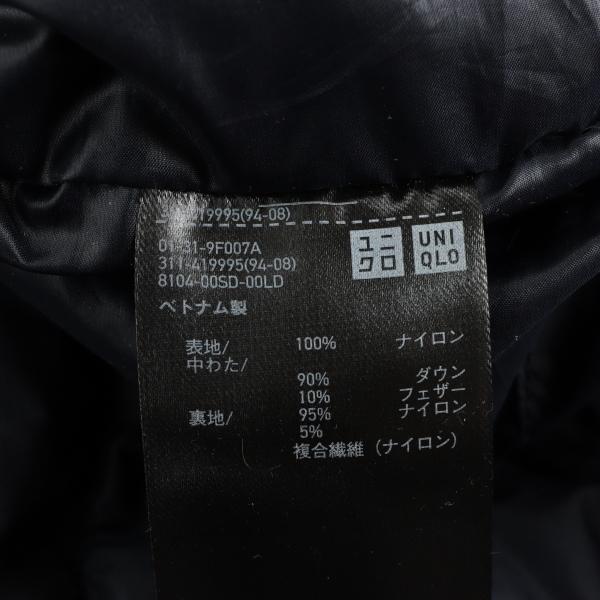 419995(94-08)
01-31-9F007A
311-419995(94-08)
8104-00SD-00LD
ユニ
クロ
UNI
QLO
ベトナム製
表地/ 100% ナイロン
中わた/
90% ダウン
10% フェザー
裏地/ 95% ナイロン
5%
複合繊維(ナイロン)